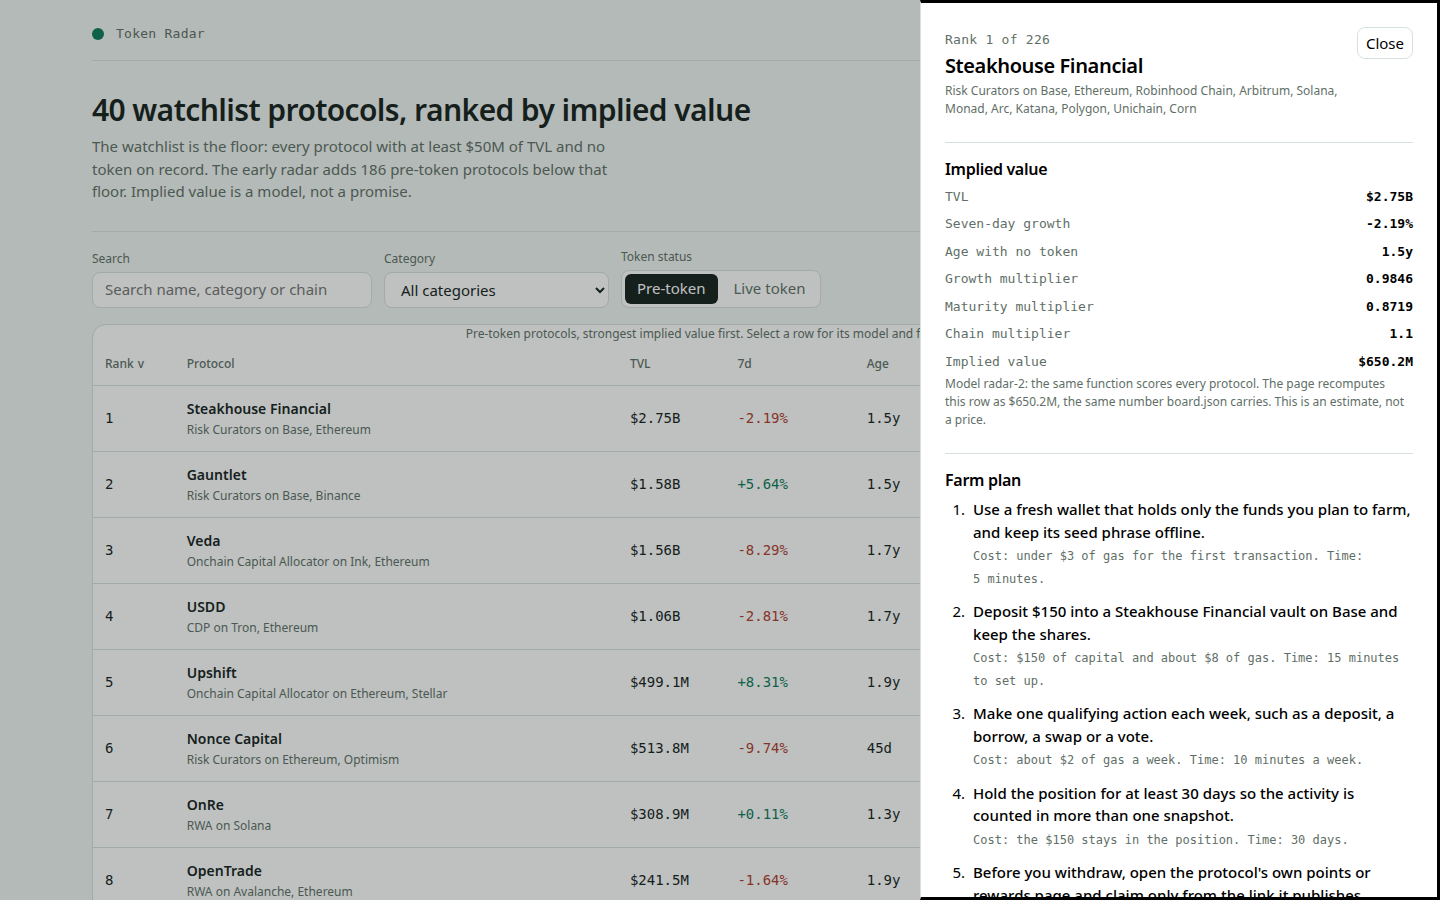 Token Radar
40 watchlist protocols, ranked by implied value
The watchlist is the floor: every protocol with at least $50M of TVL and no
token on record. The early radar adds 186 pre-token protocols below that
floor. Implied value is a model, not a promise.
Search
Category
Token status
Search name, category or chain
All categories
Pre-token
Live token
Pre-token protocols, strongest implied value first. Select a row for its model and f
Rank v
Protocol
TVL
7d
Age
1
Steakhouse Financial
Risk Curators on Base, Ethereum
$2.75B
-2.19%
1.5y
2
Gauntlet
Risk Curators on Base, Binance
$1.58B
+5.64%
1.5y
3
Veda
Onchain Capital Allocator on Ink, Ethereum
$1.56B
-8.29%
1.7y
4
USDD
CDP on Tron, Ethereum
$1.06B
-2.81%
1.7y
5
Upshift
Onchain Capital Allocator on Ethereum, Stellar
$499.1M
+8.31%
1.9y
6
Nonce Capital
Risk Curators on Ethereum, Optimism
$513.8M
-9.74%
45d
7
OnRe
RWA on Solana
$308.9M
+0.11%
1.3y
8
OpenTrade
RWA on Avalanche, Ethereum
$241.5M
-1.64%
1.9y
Rank 1 of 226
Close
Steakhouse Financial
Risk Curators on Base, Ethereum, Robinhood Chain, Arbitrum, Solana,
Monad, Arc, Katana, Polygon, Unichain, Corn
Implied value
TVL $2.75B
Seven-day growth -2.19%
Age with no token 1.5y
Growth multiplier 0.9846
Maturity multiplier 0.8719
Chain multiplier 1.1
Implied value $650.2M
Model radar-2: the same function scores every protocol. The page recomputes
this row as $650.2M, the same number board.json carries. This is an estimate, not
a price.
Farm plan
1. Use a fresh wallet that holds only the funds you plan to farm,
and keep its seed phrase offline.
Cost: under $3 of gas for the first transaction. Time:
5 minutes.
2. Deposit $150 into a Steakhouse Financial vault on Base and
keep the shares.
Cost: $150 of capital and about $8 of gas. Time: 15 minutes
to set up.
3. Make one qualifying action each week, such as a deposit, a
borrow, a swap or a vote.
Cost: about $2 of gas a week. Time: 10 minutes a week.
4. Hold the position for at least 30 days so the activity is
counted in more than one snapshot.
Cost: the $150 stays in the position. Time: 30 days.
5. Before you withdraw, open the protocol's own points or
rewards page and claim only from the link it publishes.